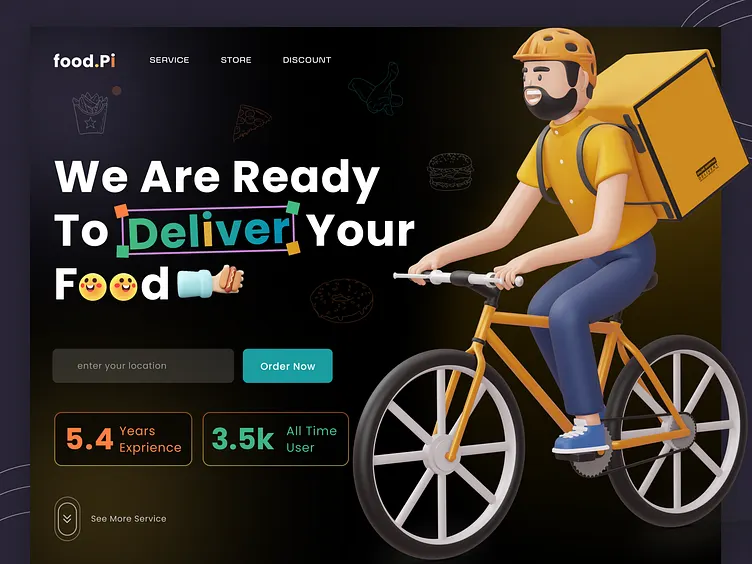 food.Pi
SERVICE
STORE
DISCOUNT
We Are Ready
To Deliver Your
Food
enter your location
Order Now
5.4 Years
Exprience
3.5k All Time
User
See More Service